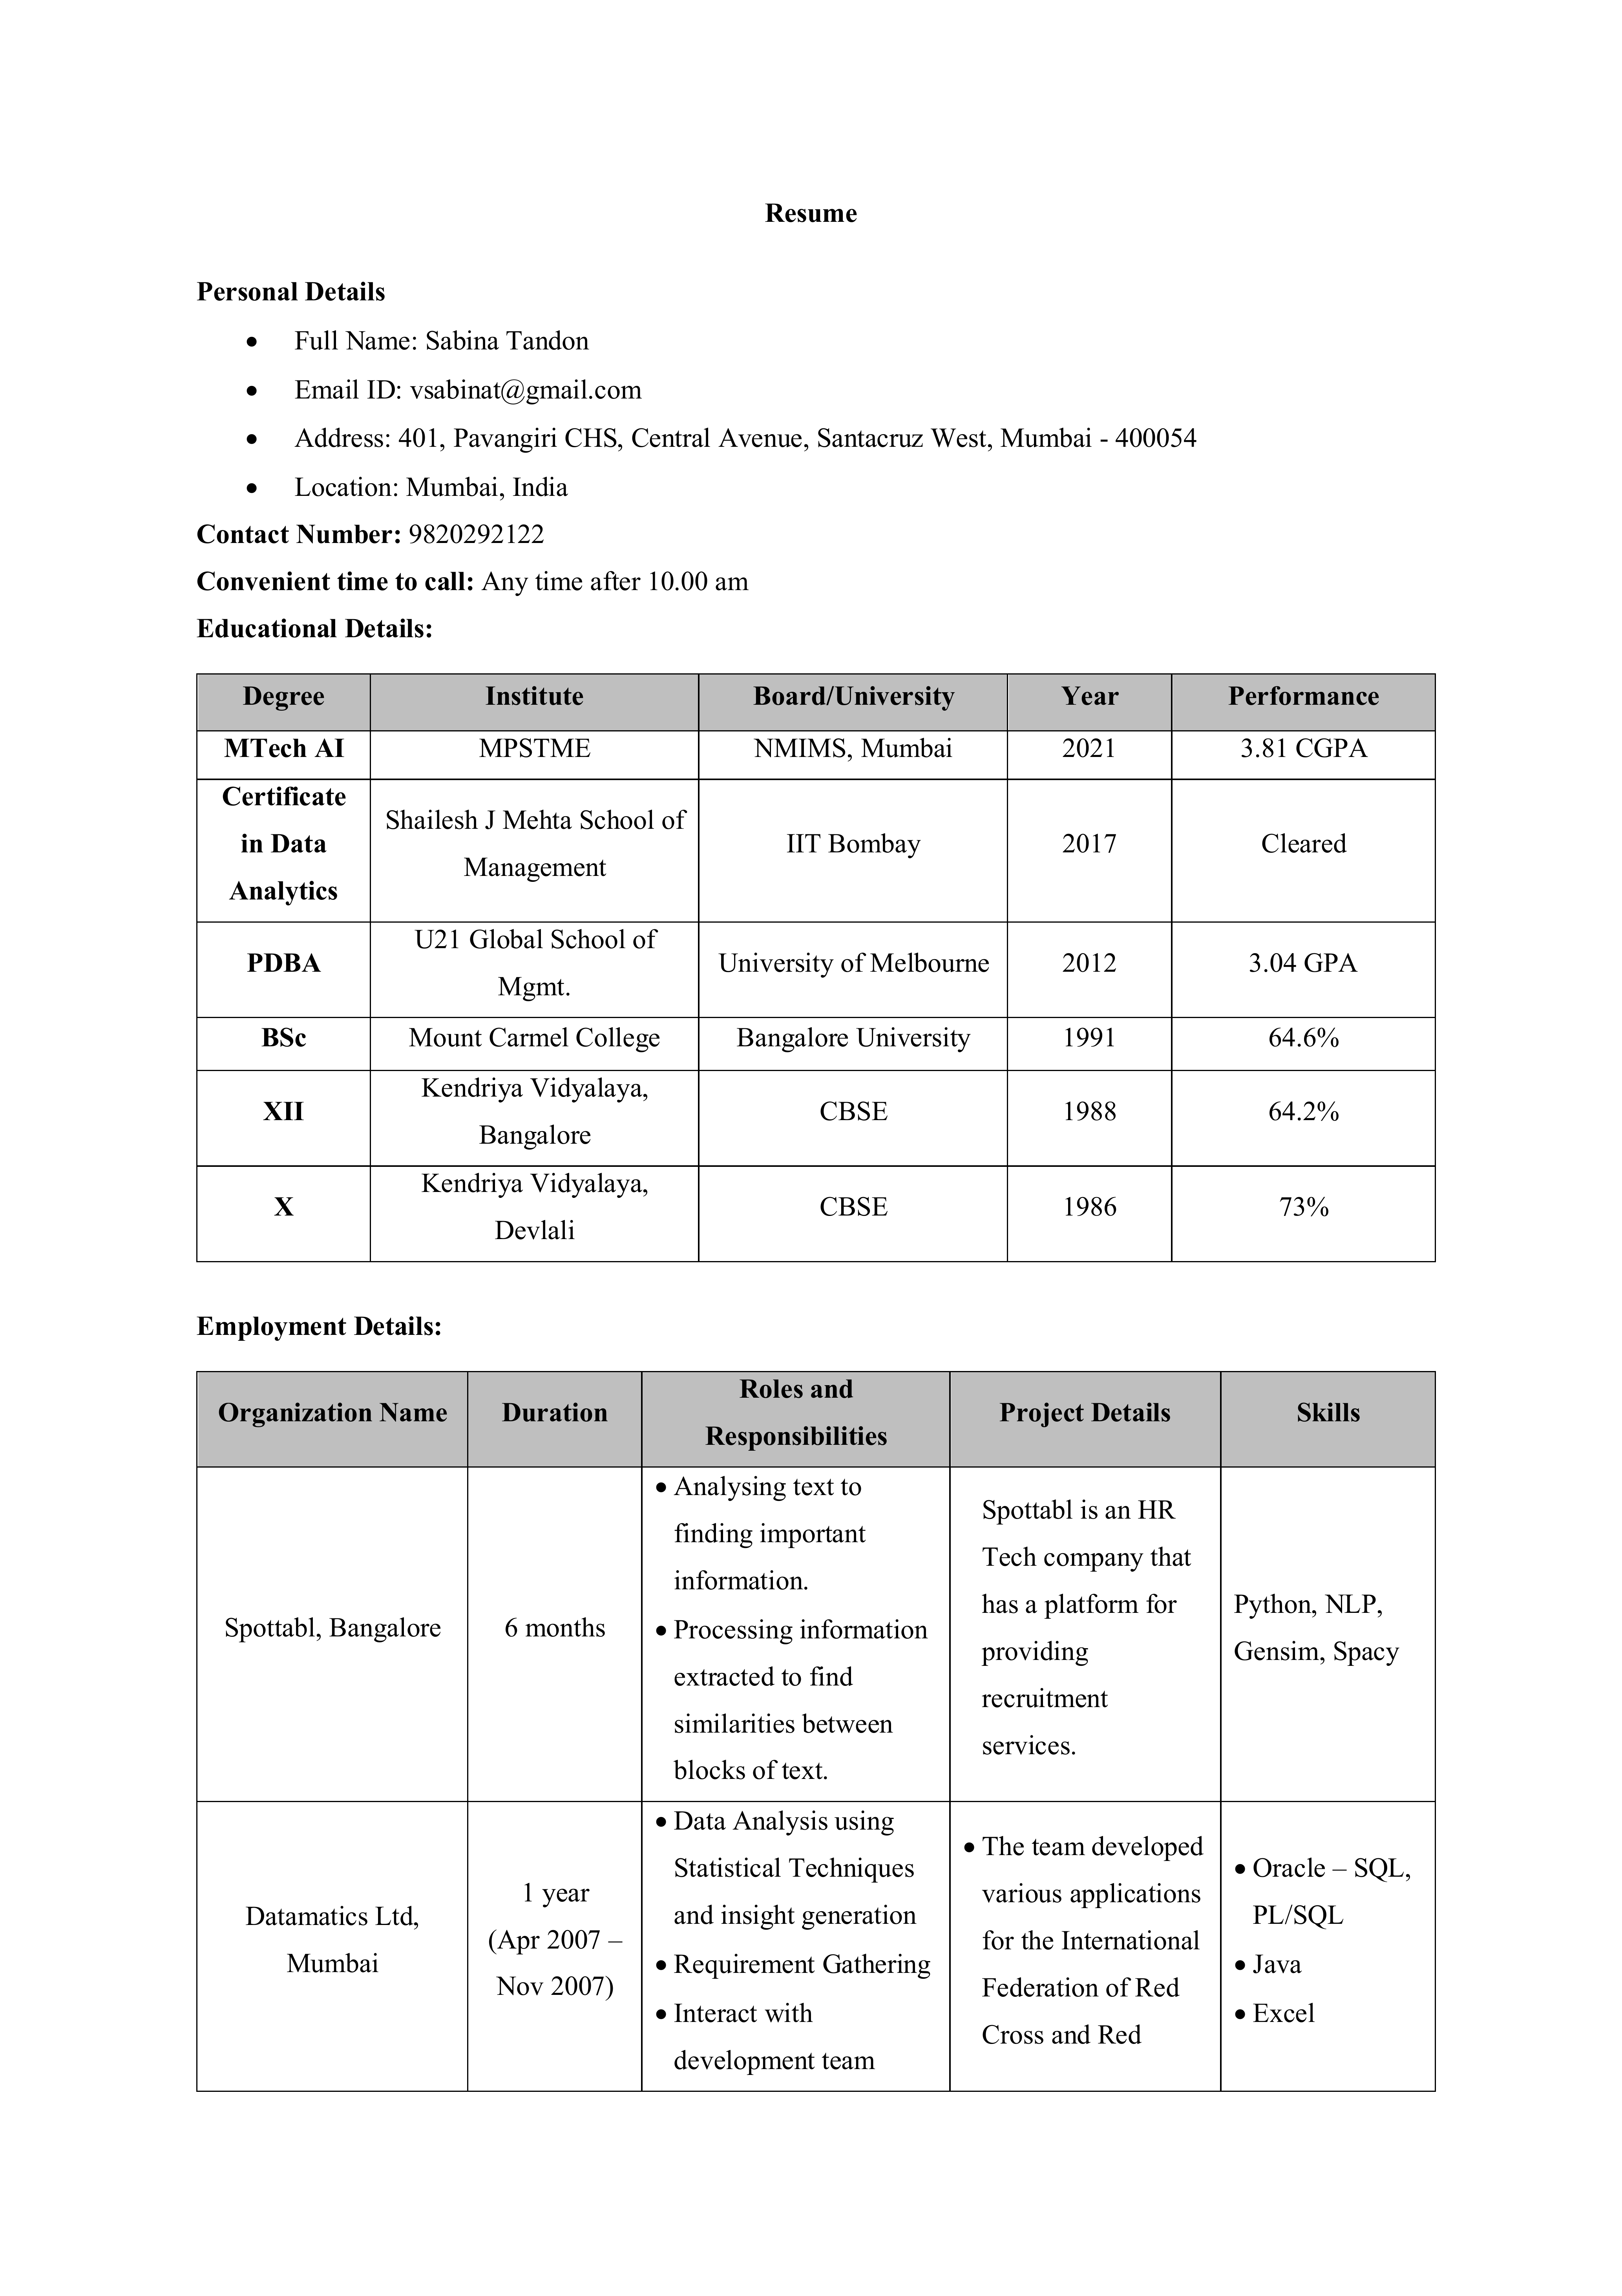 Resume
Personal Details
• Full Name: Sabina Tandon
• Email ID: vsabinat@gmail.com
• Address: 401, Pavangiri CHS, Central Avenue, Santacruz West, Mumbai - 400054
• Location: Mumbai, India
Contact Number: 9820292122
Convenient time to call: Any time after 10.00 am
Educational Details:
Degree Institute Board/University Year Performance
MTech AI MPSTME NMIMS, Mumbai 2021 3.81 CGPA
Certificate
in Data
Analytics
Shailesh J Mehta School of
Management
IIT Bombay
2017
Cleared
PDBA
U21 Global School of
Mgmt.
University of Melbourne
2012
3.04 GPA
BSc Mount Carmel College Bangalore University 1991 64.6%
XII
Kendriya Vidyalaya,
Bangalore
CBSE
1988
64.2%
X
Kendriya Vidyalaya,
Devlali
CBSE
1986
73%
Employment Details:
Organization Name
Duration
Roles and
Responsibilities
Project Details
Skills
Spottabl, Bangalore
6 months
• Analysing text to
finding important
information.
• Processing information
extracted to find
similarities between
blocks of text.
Spottabl is an HR
Tech company that
has a platform for
providing
recruitment
services.
Python, NLP,
Gensim, Spacy
Datamatics Ltd,
Mumbai
1 year
(Apr 2007 –
Nov 2007)
• Data Analysis using
Statistical Techniques
and insight generation
• Requirement Gathering
• Interact with
development team
• The team developed
various applications
for the International
Federation of Red
Cross and Red
• Oracle – SQL,
PL/SQL
• Java
• Excel